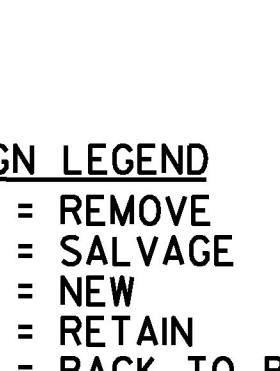 GN LEGEND
= REMOVE
= SALVAGE
= NEW
= RETAIN
= BACK TO